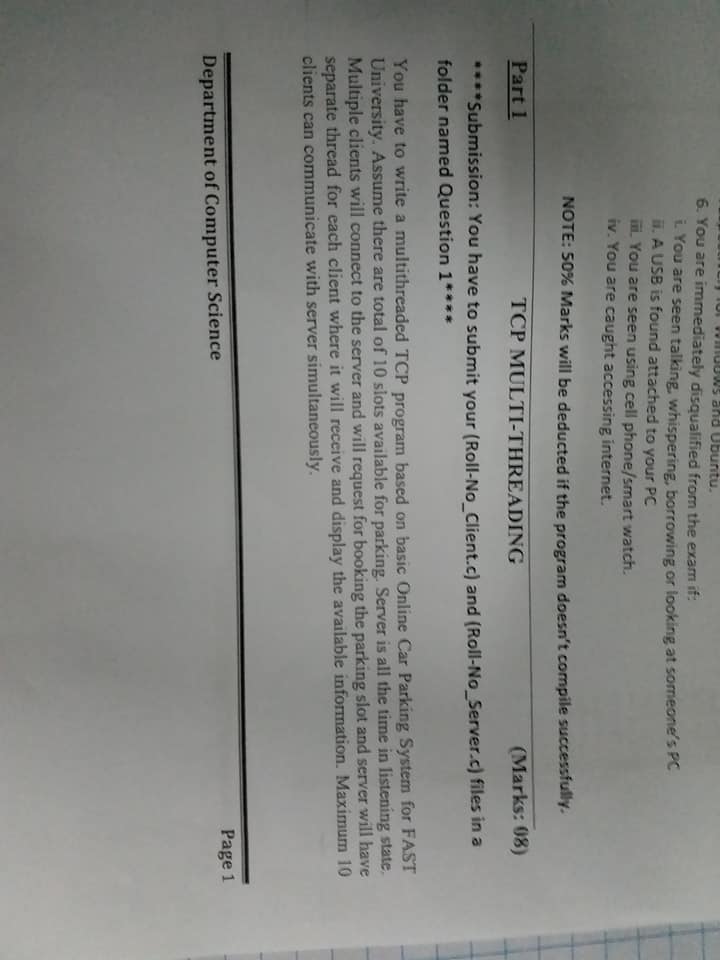 Windows and Ubuntu.
6. You are immediately disqualified from the exam if:
i. You are seen talking, whispering, borrowing or looking at someone's PC
ii. A USB is found attached to your PC
iii. You are seen using cell phone/smart watch.
iv. You are caught accessing internet.
NOTE: 50% Marks will be deducted if the program doesn't compile successfully.
Part 1 TCP MULTI-THREADING (Marks: 08)
****Submission: You have to submit your (Roll-No_Client.c) and (Roll-No_Server.c) files in a
folder named Question 1****
You have to write a multithreaded TCP program based on basic Online Car Parking System for FAST
University. Assume there are total of 10 slots available for parking. Server is all the time in listening state.
Multiple clients will connect to the server and will request for booking the parking slot and server will have
separate thread for each client where it will receive and display the available information. Maximum 10
clients can communicate with server simultaneously.
Department of Computer Science Page 1